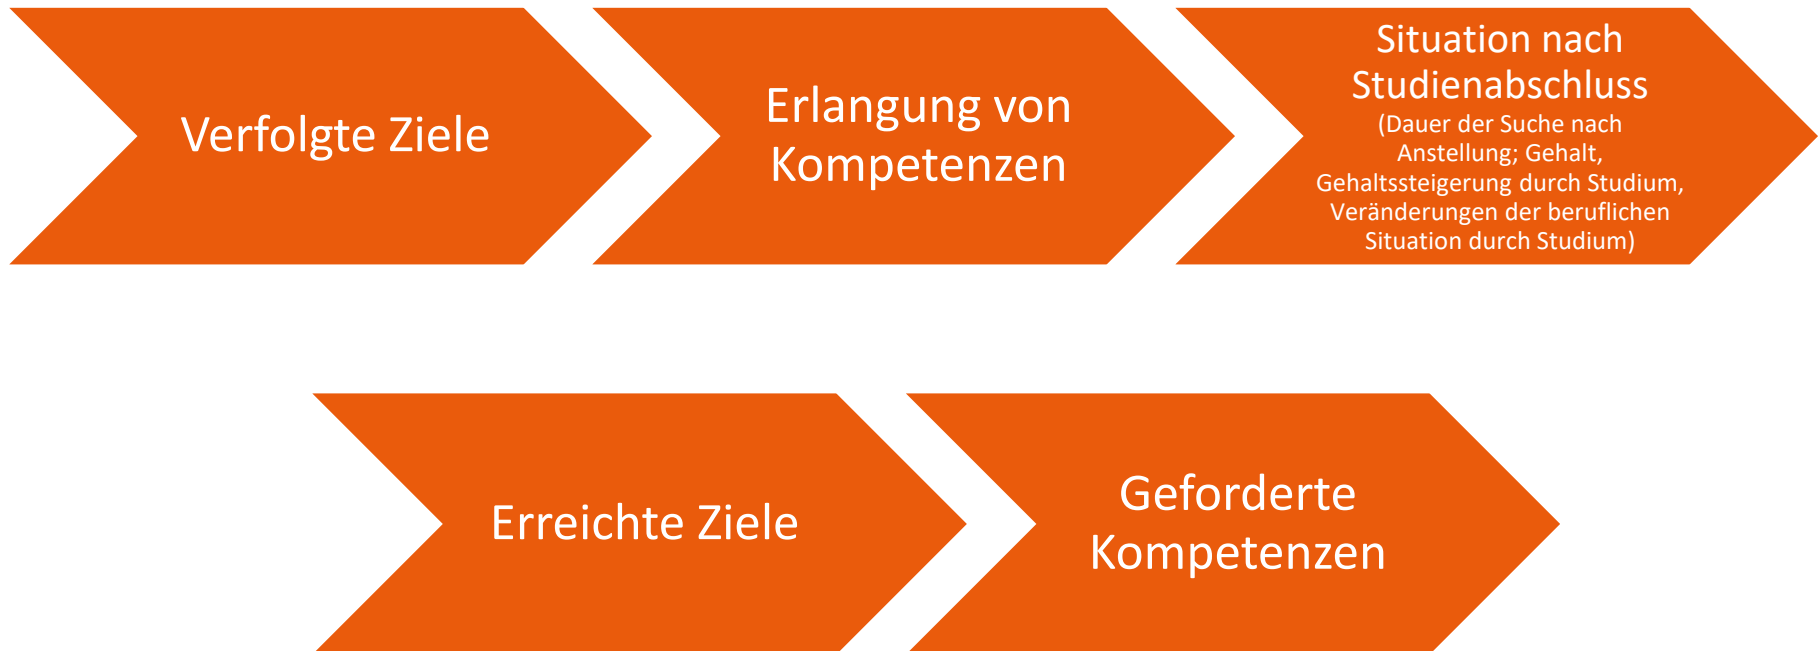 Verfolgte Ziele
Erlangung von
Kompetenzen
Situation nach
Studienabschluss
(Dauer der Suche nach
Anstellung; Gehalt,
Gehaltssteigerung durch Studium,
Veränderungen der beruflichen
Situation durch Studium)
Erreichte Ziele
Geforderte
Kompetenzen